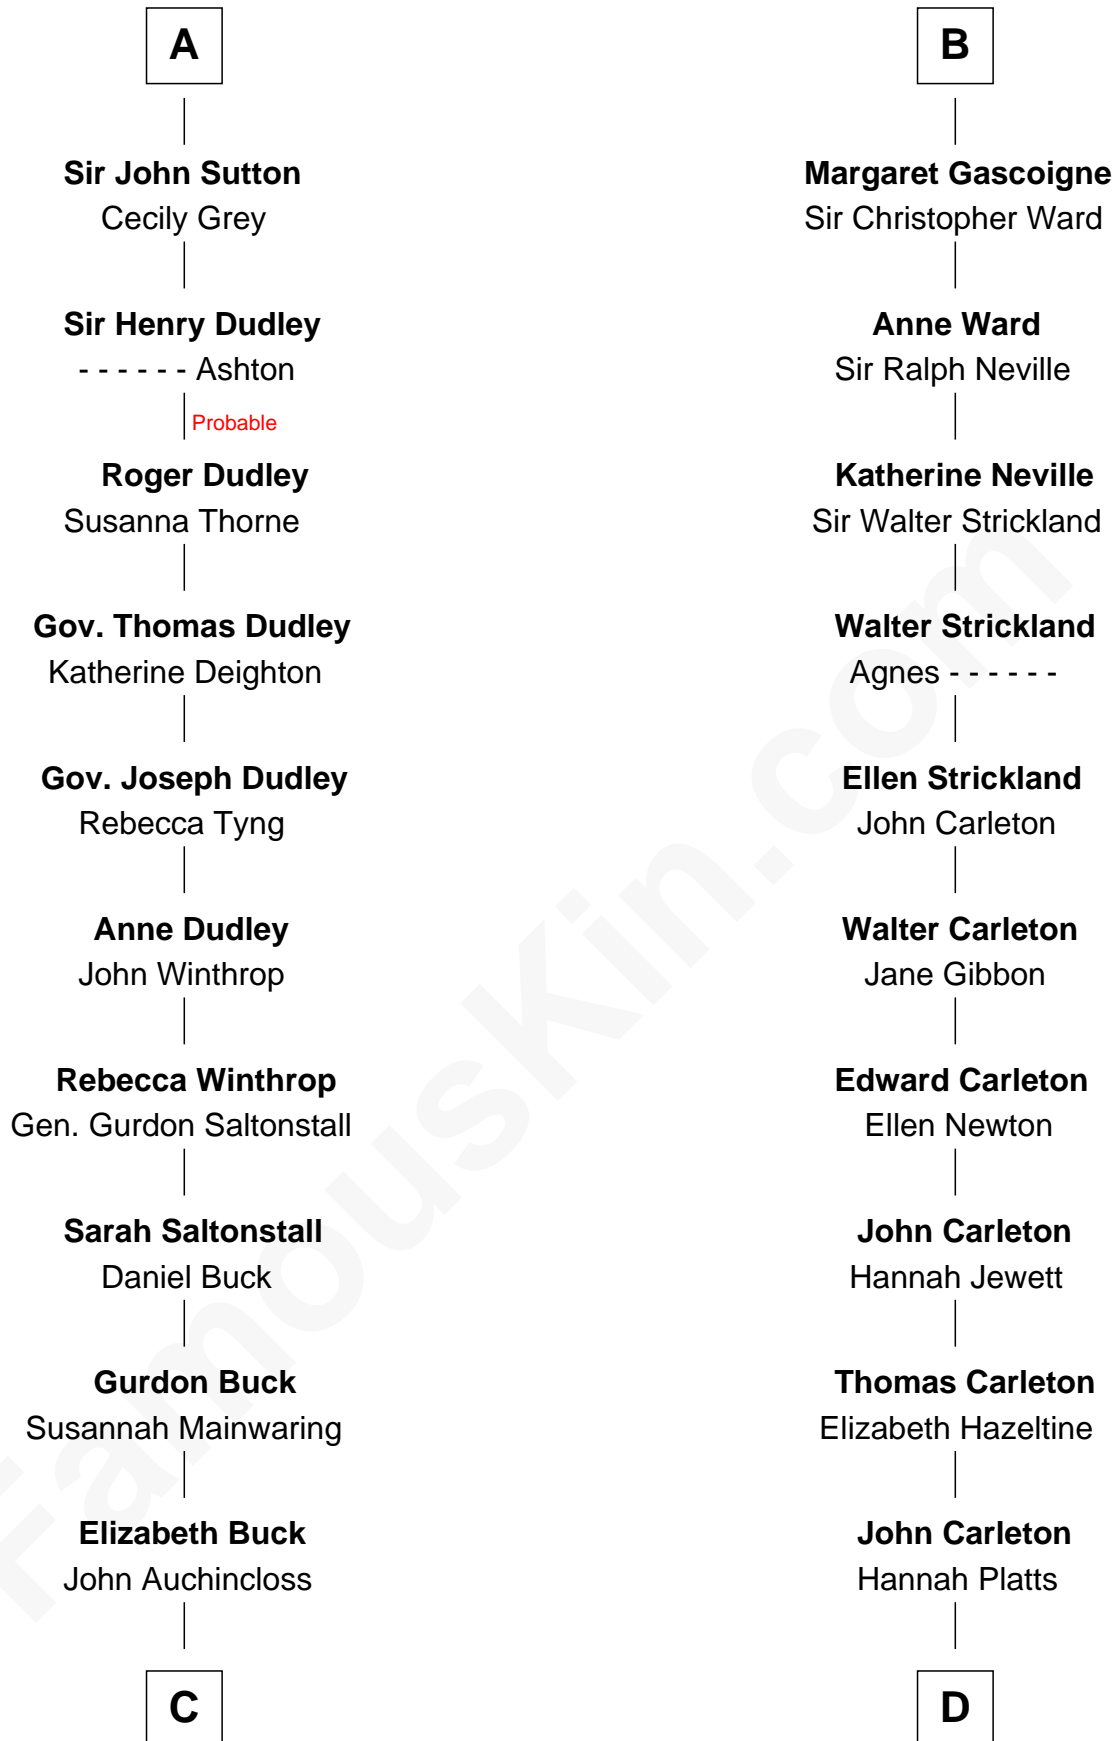 A
Sir John Sutton
Cecily Grey
Sir Henry Dudley
- - - - - - Ashton
Probable
Roger Dudley
Susanna Thorne
Gov. Thomas Dudley
Katherine Deighton
Gov. Joseph Dudley
Rebecca Tyng
Anne Dudley
John Winthrop
Rebecca Winthrop
Gen. Gurdon Saltonstall
Sarah Saltonstall
Daniel Buck
Gurdon Buck
Susannah Mainwaring
Elizabeth Buck
John Auchincloss
C
B
Margaret Gascoigne
Sir Christopher Ward
Anne Ward
Sir Ralph Neville
Katherine Neville
Sir Walter Strickland
Walter Strickland
Agnes - - - - - -
Ellen Strickland
John Carleton
Walter Carleton
Jane Gibbon
Edward Carleton
Ellen Newton
John Carleton
Hannah Jewett
Thomas Carleton
Elizabeth Hazeltine
John Carleton
Hannah Platts
D
FamousKin.com